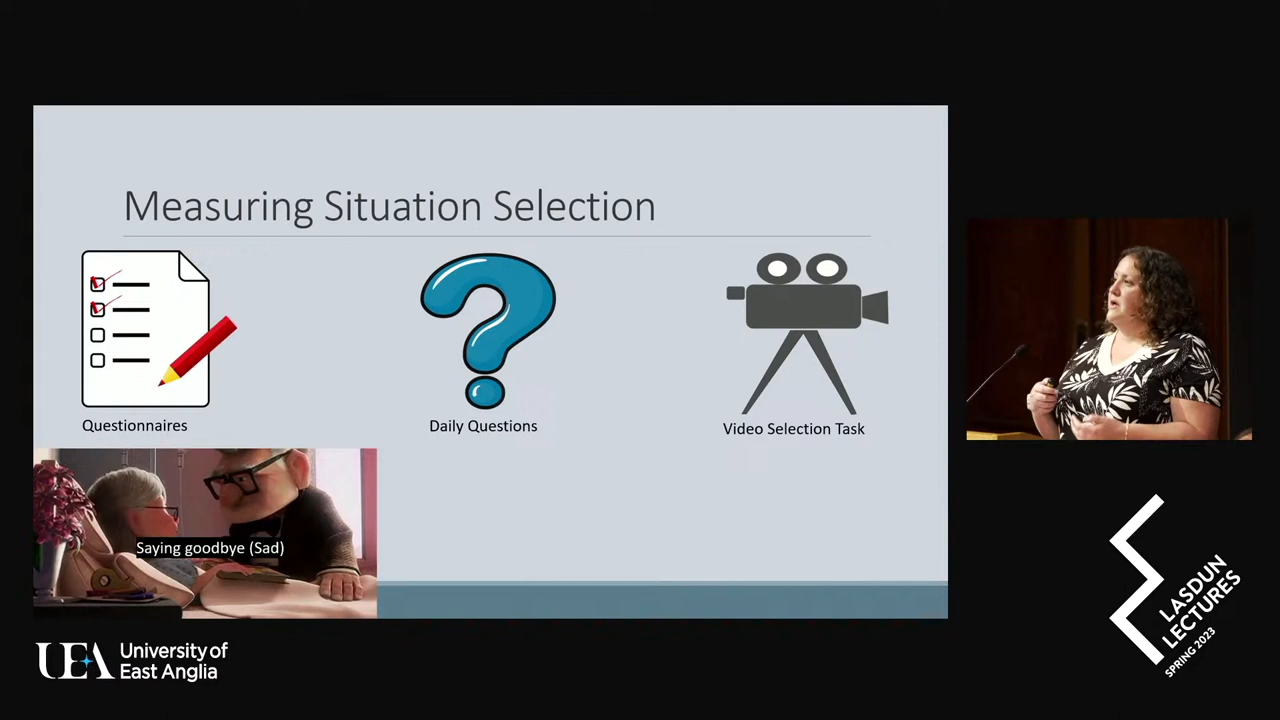 Measuring Situation Selection
Questionnaires
Daily Questions
Video Selection Task
Saying goodbye (Sad)
UEA
University of
East Anglia
LASDUN
LECTURES
SPRING 2023